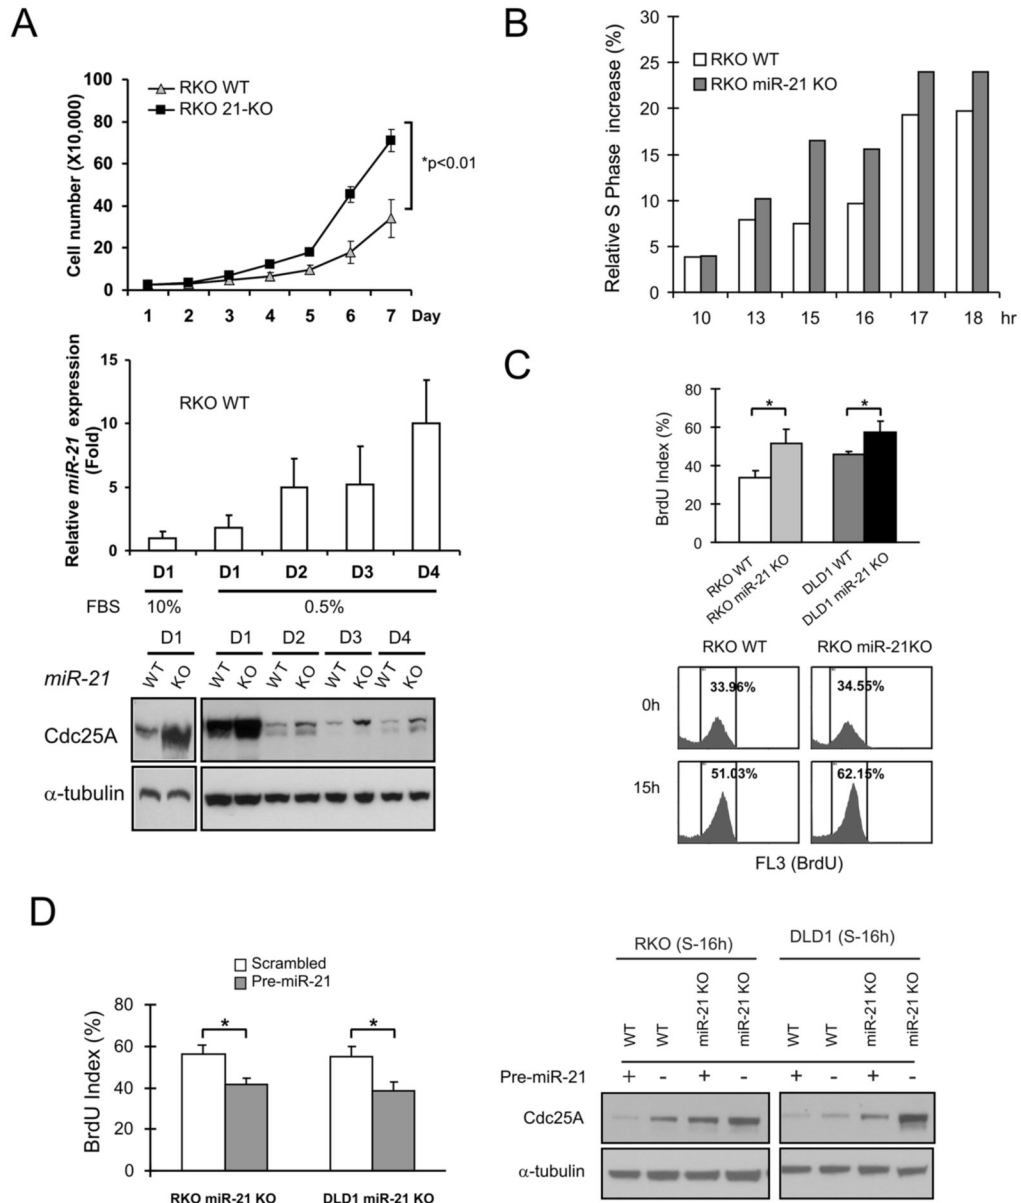 A
100
80
60
40
20
0
Cell number (X10,000)
RKO WT
RKO 21-KO
*p<0.01
1 2 3 4 5 6 7 Day
15
10
5
0
Relative miR-21 expression
(Fold)
RKO WT
D1 D1 D2 D3 D4
FBS 10% 0.5%
D1 D1 D2 D3 D4
miR-21 WT KO WT KO WT KO WT KO WT KO
Cdc25A
α-tubulin
B
30
25
20
15
10
5
0
Relative S Phase increase (%)
RKO WT
RKO miR-21 KO
10 13 15 16 17 18 hr
C
80
60
40
20
0
BrdU Index (%)
* *
RKO WT
RKO miR-21 KO
DLD1 WT
DLD1 miR-21 KO
RKO WT RKO miR-21KO
0h 33.96% 34.55%
15h 51.03% 62.15%
FL3 (BrdU)
D
Scrambled
Pre-miR-21
80
60
40
20
0
BrdU Index (%)
* *
RKO miR-21 KO DLD1 miR-21 KO
RKO (S-16h) DLD1 (S-16h)
WT WT miR-21 KO miR-21 KO WT WT miR-21 KO miR-21 KO
Pre-miR-21 + - + - + - + -
Cdc25A
α-tubulin